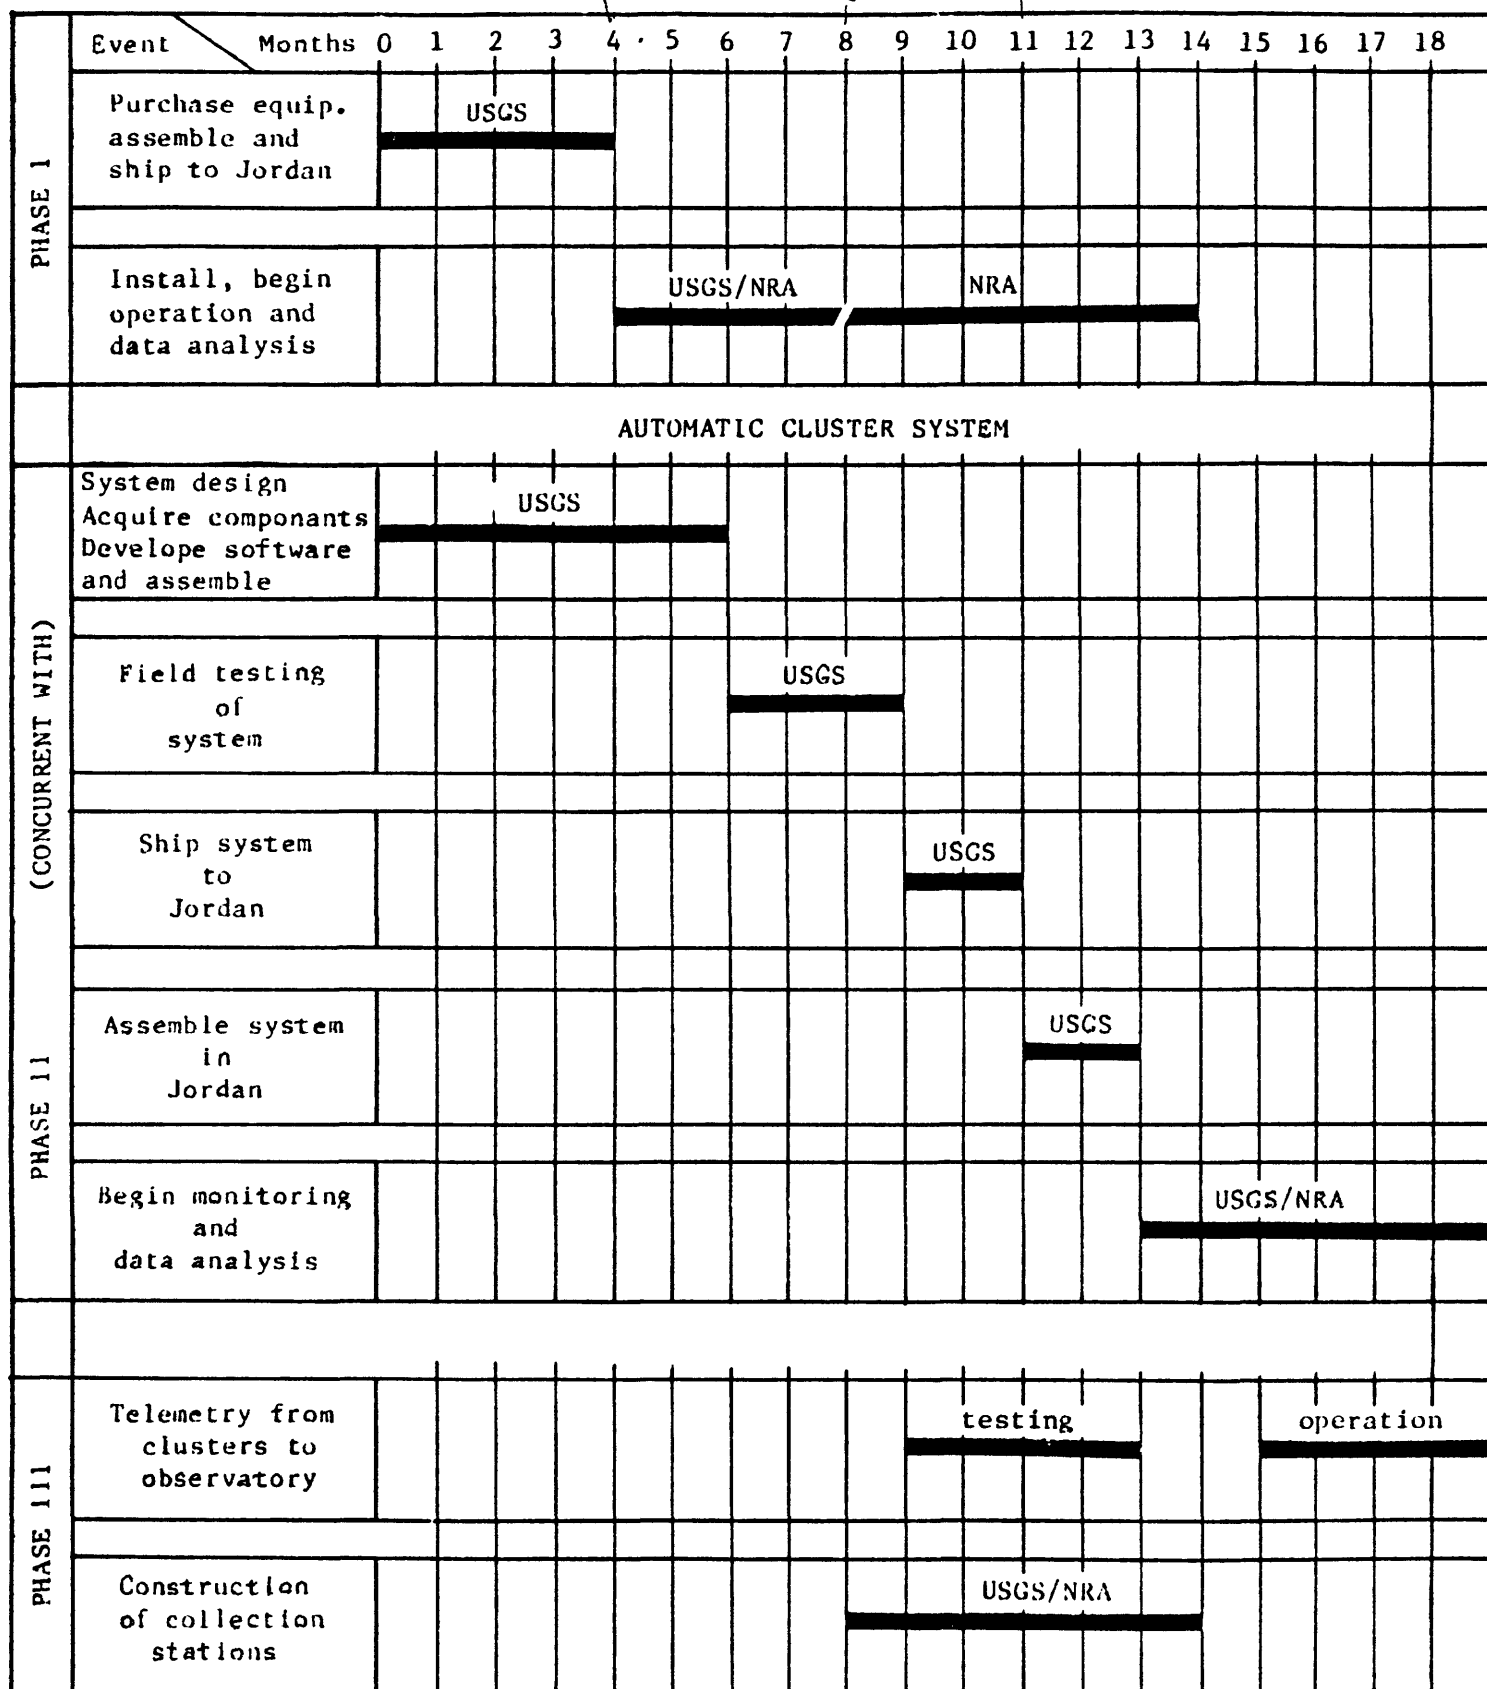 Event Months 0 1 2 3 4 5 6 7 8 9 10 11 12 13 14 15 16 17 18
PHASE 1
Purchase equip.
assemble and
ship to Jordan
USGS
Install, begin
operation and
data analysis
USGS/NRA NRA
AUTOMATIC CLUSTER SYSTEM
PHASE 11 (CONCURRENT WITH)
System design
Acquire componants
Develope software
and assemble
USGS
Field testing
of
system
USGS
Ship system
to
Jordan
USGS
Assemble system
in
Jordan
USGS
Begin monitoring
and
data analysis
USGS/NRA
PHASE 111
Telemetry from
clusters to
observatory
testing operation
Construction
of collection
stations
USGS/NRA